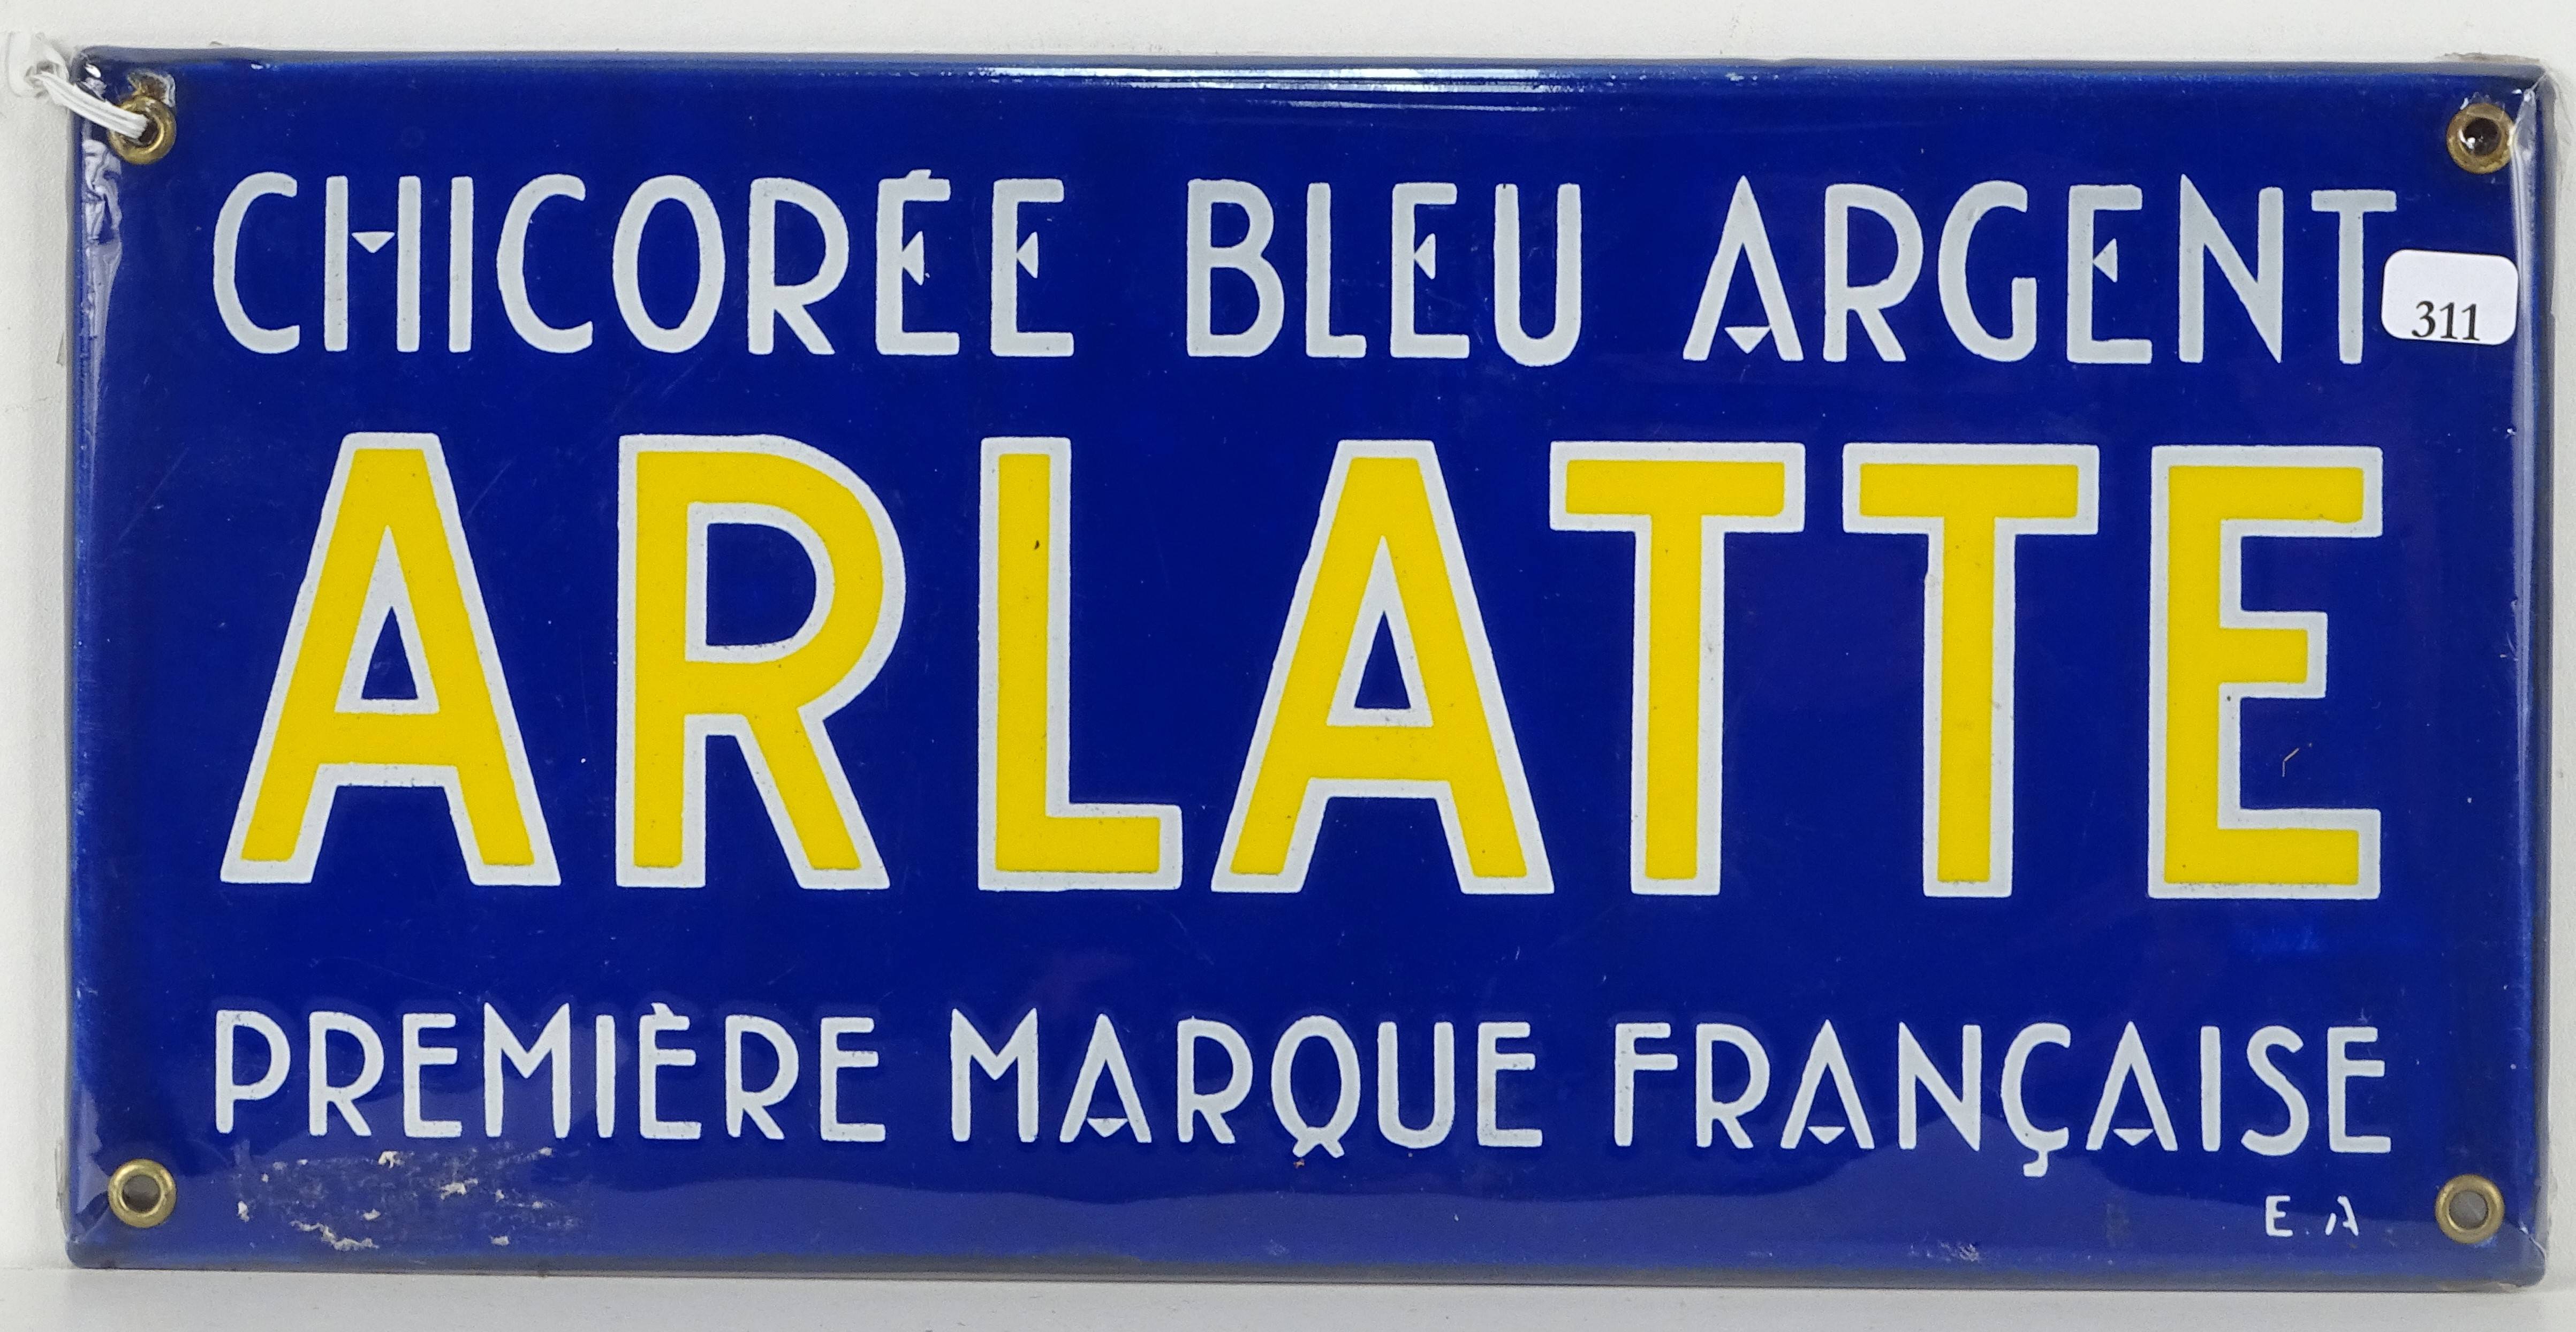 CHICORÉE BLEU ARGENT
311
ARLATTE
PREMIÈRE MARQUE FRANÇAISE
E.A